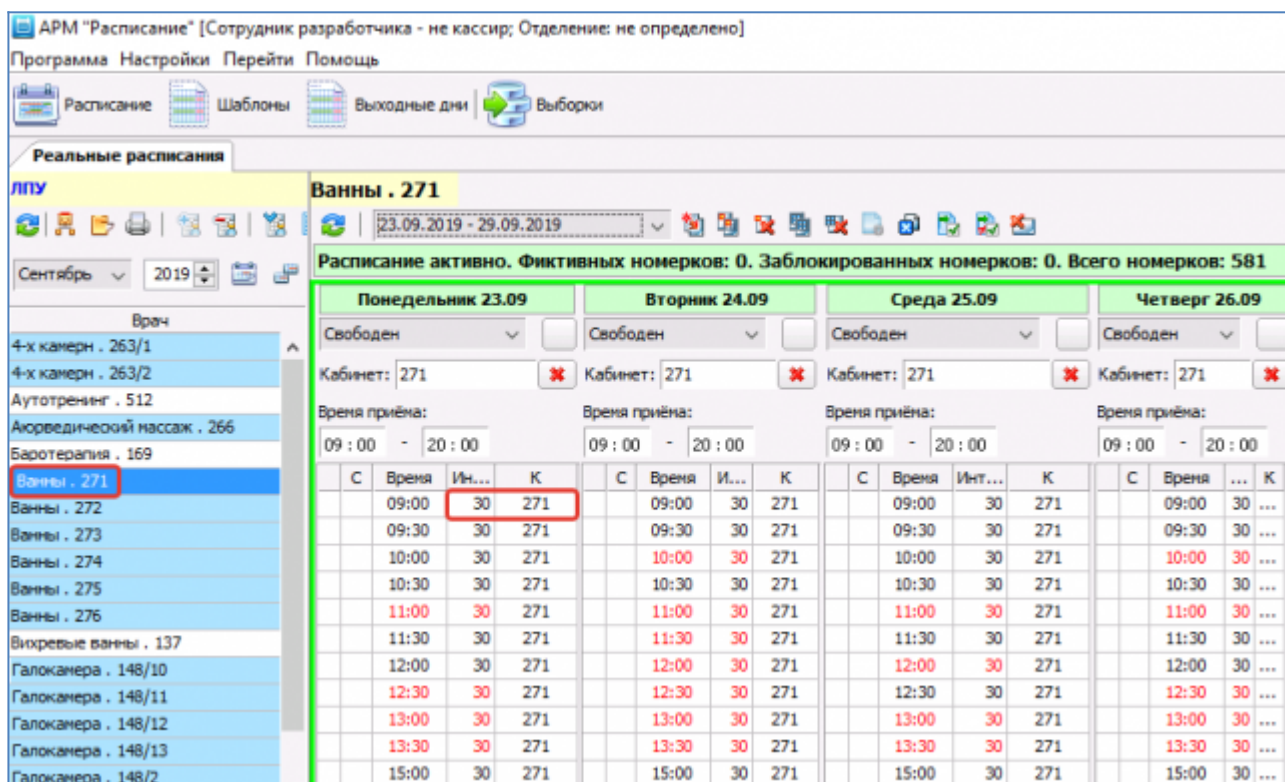 АРМ "Расписание" [Сотрудник разработчика - не кассир; Отделение: не определено]
Программа Настройки Перейти Помощь
Расписание Шаблоны Выходные дни Выборки
Реальные расписания
ЛПУ
Сентябрь 2019
Врач
4-х камерн . 263/1
4-х камерн . 263/2
Аутотренинг . 512
Аюрведический массаж . 266
Баротерапия . 169
Ванны . 271
Ванны . 272
Ванны . 273
Ванны . 274
Ванны . 275
Ванны . 276
Вихревые ванны . 137
Галокамера . 148/10
Галокамера . 148/11
Галокамера . 148/12
Галокамера . 148/13
Галокамера . 148/2
Ванны . 271
23.09.2019 - 29.09.2019
Расписание активно. Фиктивных номерков: 0. Заблокированных номерков: 0. Всего номерков: 581
Понедельник 23.09 Вторник 24.09 Среда 25.09 Четверг 26.09
Свободен Свободен Свободен Свободен
Кабинет: 271 Кабинет: 271 Кабинет: 271 Кабинет: 271
Время приёма: Время приёма: Время приёма: Время приёма:
09 : 00 - 20 : 00 09 : 00 - 20 : 00 09 : 00 - 20 : 00 09 : 00 - 20 : 00
С Время Ин... К С Время И... К С Время Инт... К С Время ... К
09:00 30 271 09:00 30 271 09:00 30 271 09:00 30 ...
09:30 30 271 09:30 30 271 09:30 30 271 09:30 30 ...
10:00 30 271 10:00 30 271 10:00 30 271 10:00 30 ...
10:30 30 271 10:30 30 271 10:30 30 271 10:30 30 ...
11:00 30 271 11:00 30 271 11:00 30 271 11:00 30 ...
11:30 30 271 11:30 30 271 11:30 30 271 11:30 30 ...
12:00 30 271 12:00 30 271 12:00 30 271 12:00 30 ...
12:30 30 271 12:30 30 271 12:30 30 271 12:30 30 ...
13:00 30 271 13:00 30 271 13:00 30 271 13:00 30 ...
13:30 30 271 13:30 30 271 13:30 30 271 13:30 30 ...
15:00 30 271 15:00 30 271 15:00 30 271 15:00 30 ...